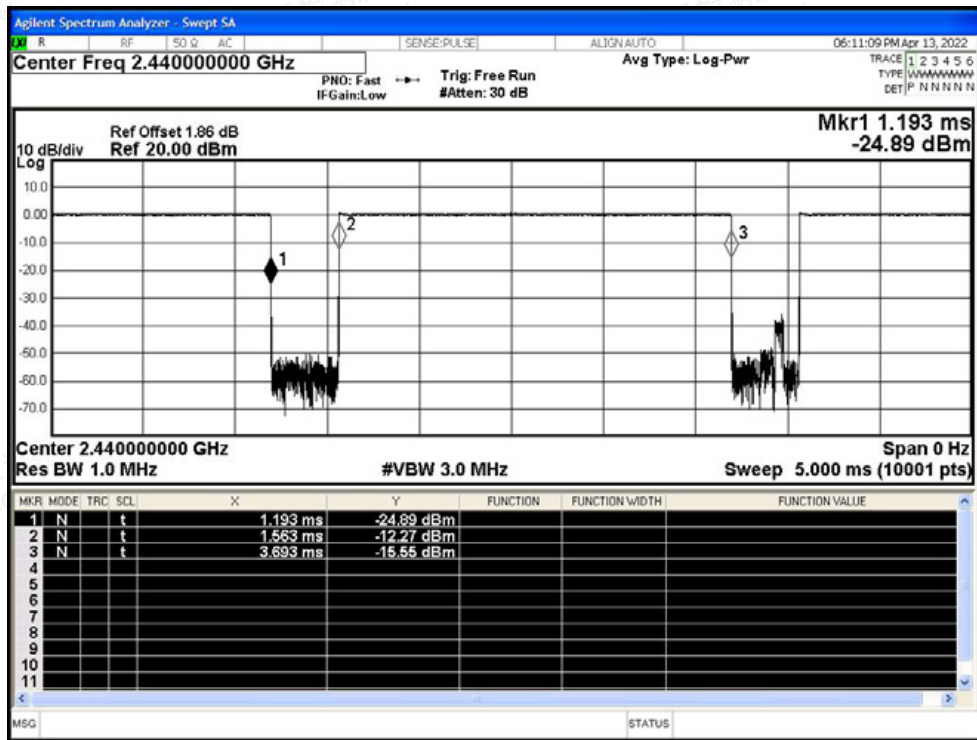 Agilent Spectrum Analyzer - Swept SA
R RF 50 Ω AC SENSE:PULSE ALIGN AUTO 06:11:09 PM Apr 13, 2022
Center Freq 2.440000000 GHz
PNO: Fast
IFGain:Low
Trig: Free Run
#Atten: 30 dB
Avg Type: Log-Pwr
TRACE 1 2 3 4 5 6
TYPE
DET P N N N N N
Ref Offset 1.86 dB
10 dB/div Ref 20.00 dBm
Log
Mkr1 1.193 ms
-24.89 dBm
10.0
0.00
-10.0
-20.0
-30.0
-40.0
-50.0
-60.0
-70.0
1
2
3
Center 2.440000000 GHz Span 0 Hz
Res BW 1.0 MHz #VBW 3.0 MHz Sweep 5.000 ms (10001 pts)
MKR MODE TRC SCL X Y FUNCTION FUNCTION WIDTH FUNCTION VALUE
1 N t 1.193 ms -24.89 dBm
2 N t 1.563 ms -12.27 dBm
3 N t 3.693 ms -15.55 dBm
4
5
6
7
8
9
10
11
MSG STATUS